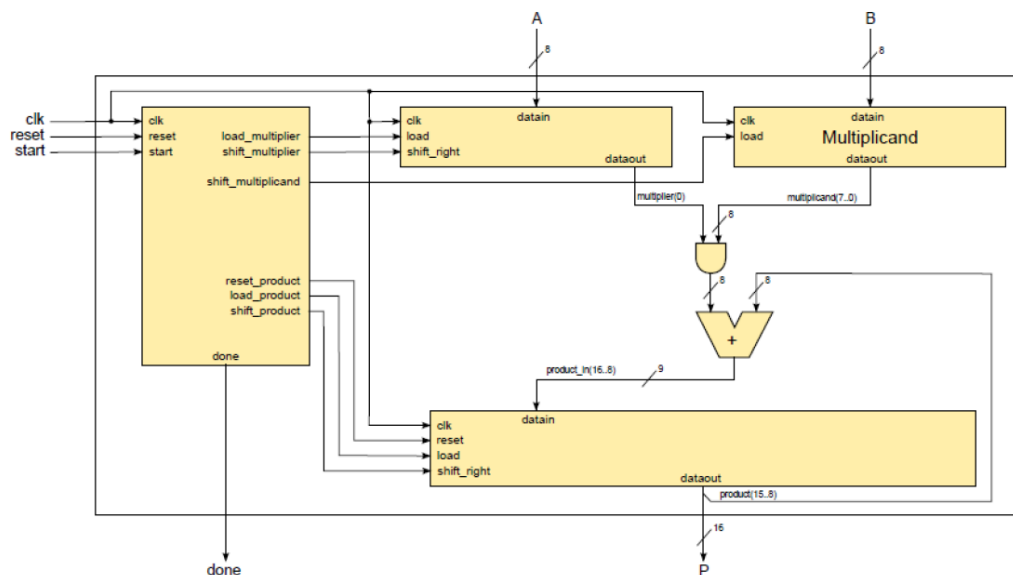 A
B
8
8
clk
reset
start
clk
reset
start
load_multiplier
shift_multiplier
shift_multiplicand
reset_product
load_product
shift_product
done
datain
clk
load
shift_right
dataout
datain
clk
load
Multiplicand
dataout
multiplier(0)
multiplicand(7..0)
8
8
8
+
product_in(16..8)
9
datain
clk
reset
load
shift_right
dataout
product(15..8)
16
done
P